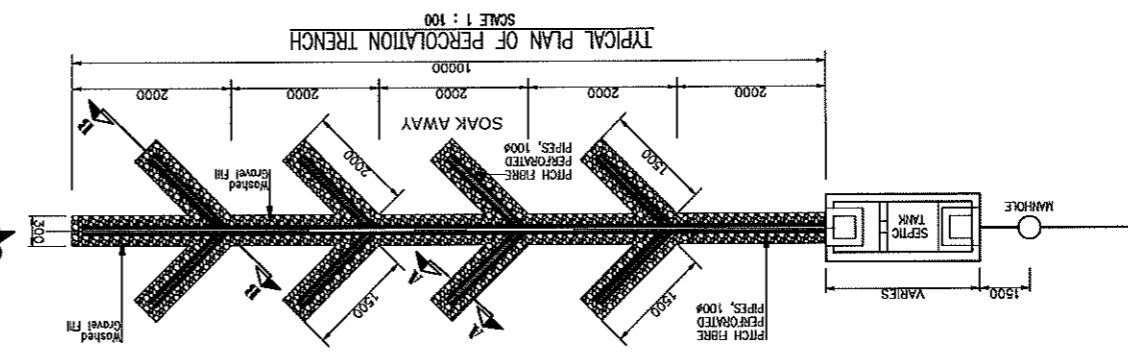 1500
VARIES
PITCH FIBRE
PERFORATED
PIPES, 100ø
1500
A
1500
B
Washed
Gravel Fill
MANHOLE
SEPTIC
TANK
A
300
1500
PITCH FIBRE
PERFORATED
PIPES, 100ø
2000
Washed
Gravel Fill
B
SOAK AWAY
2000
2000
2000
2000
2000
10000
TYPICAL PLAN OF PERCOLATION TRENCH
SCALE 1 : 100